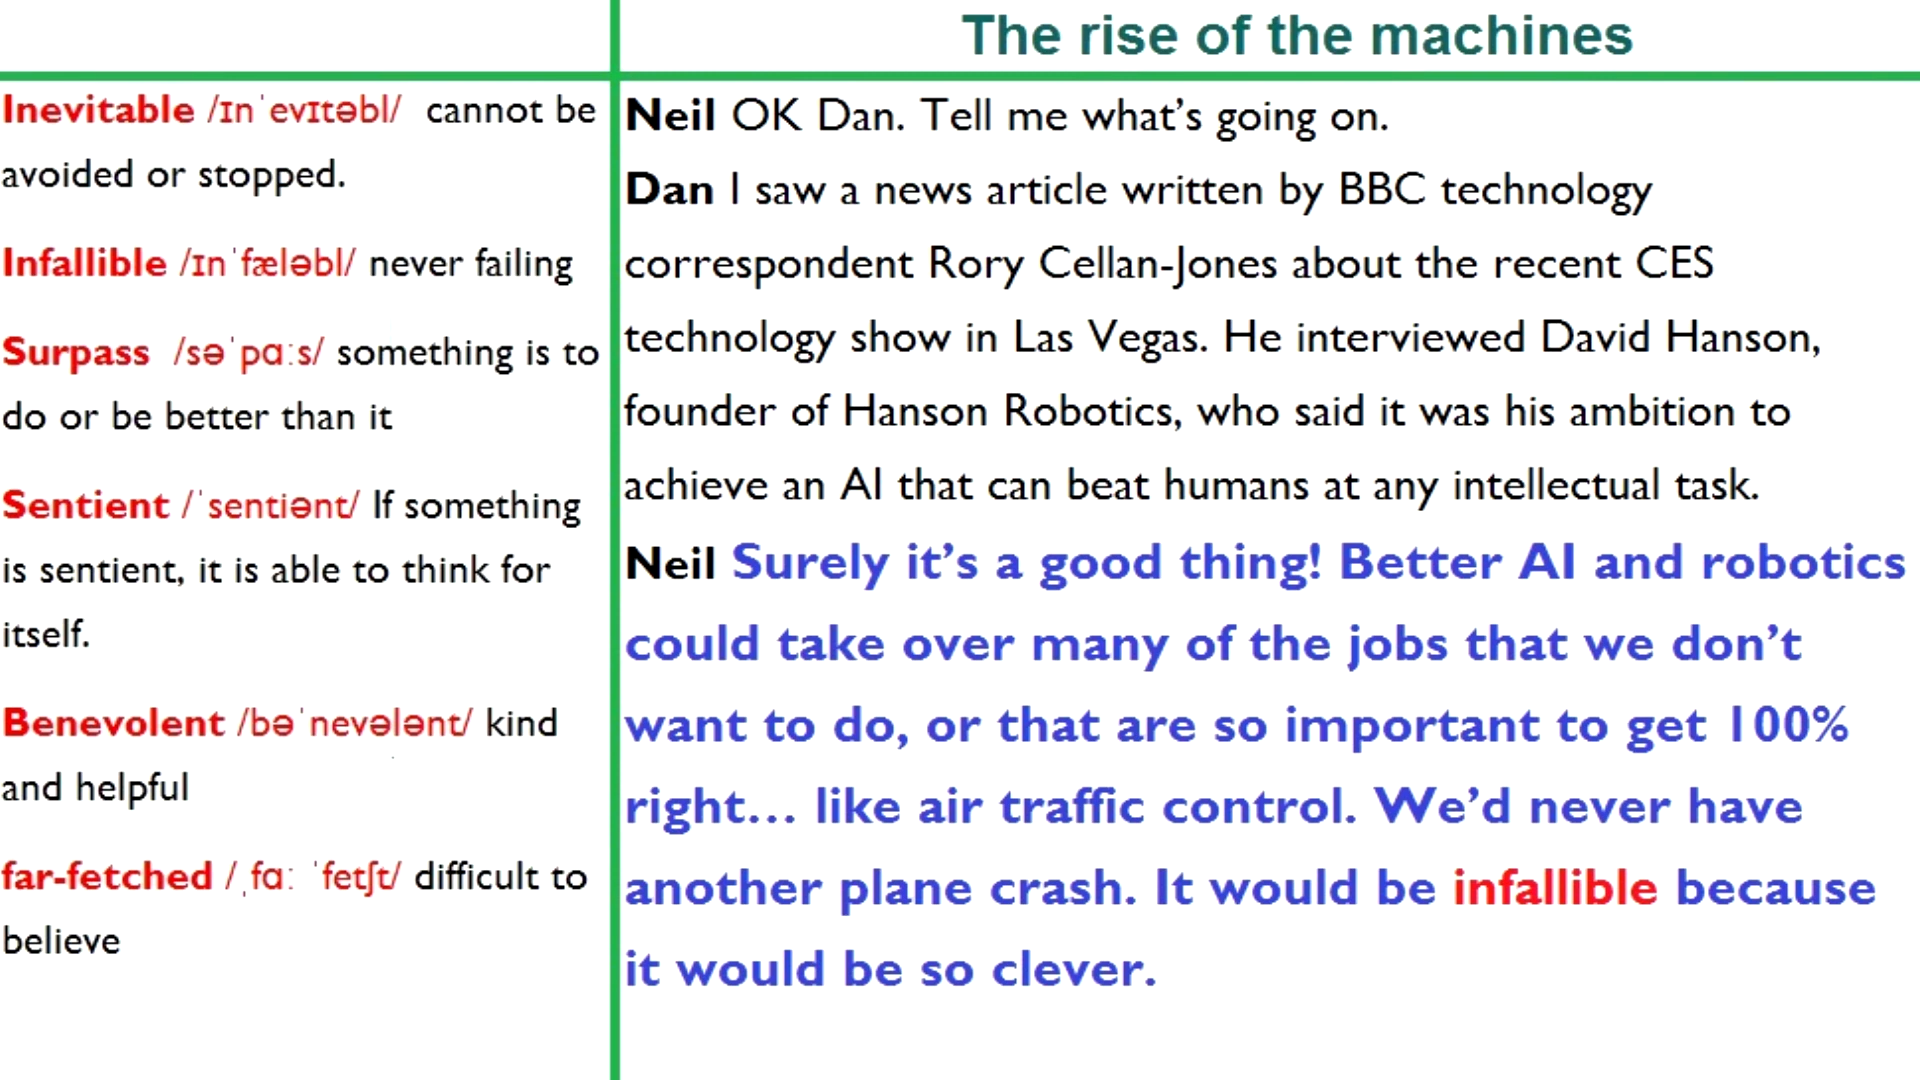 The rise of the machines
Inevitable /ɪnˈevɪtəbl/ cannot be
avoided or stopped.
Infallible /ɪnˈfæləbl/ never failing
Surpass /səˈpɑːs/ something is to
do or be better than it
Sentient /ˈsentiənt/ If something
is sentient, it is able to think for
itself.
Benevolent /bəˈnevələnt/ kind
and helpful
far-fetched /ˌfɑː ˈfetʃt/ difficult to
believe
Neil OK Dan. Tell me what’s going on.
Dan I saw a news article written by BBC technology
correspondent Rory Cellan-Jones about the recent CES
technology show in Las Vegas. He interviewed David Hanson,
founder of Hanson Robotics, who said it was his ambition to
achieve an AI that can beat humans at any intellectual task.
Neil Surely it’s a good thing! Better AI and robotics
could take over many of the jobs that we don’t
want to do, or that are so important to get 100%
right… like air traffic control. We’d never have
another plane crash. It would be infallible because
it would be so clever.